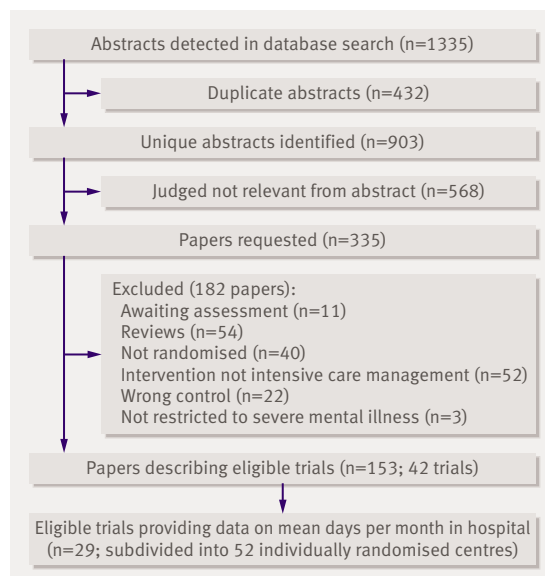 Abstracts detected in database search (n=1335)
Duplicate abstracts (n=432)
Unique abstracts identified (n=903)
Judged not relevant from abstract (n=568)
Papers requested (n=335)
Excluded (182 papers):
Awaiting assessment (n=11)
Reviews (n=54)
Not randomised (n=40)
Intervention not intensive care management (n=52)
Wrong control (n=22)
Not restricted to severe mental illness (n=3)
Papers describing eligible trials (n=153; 42 trials)
Eligible trials providing data on mean days per month in hospital
(n=29; subdivided into 52 individually randomised centres)